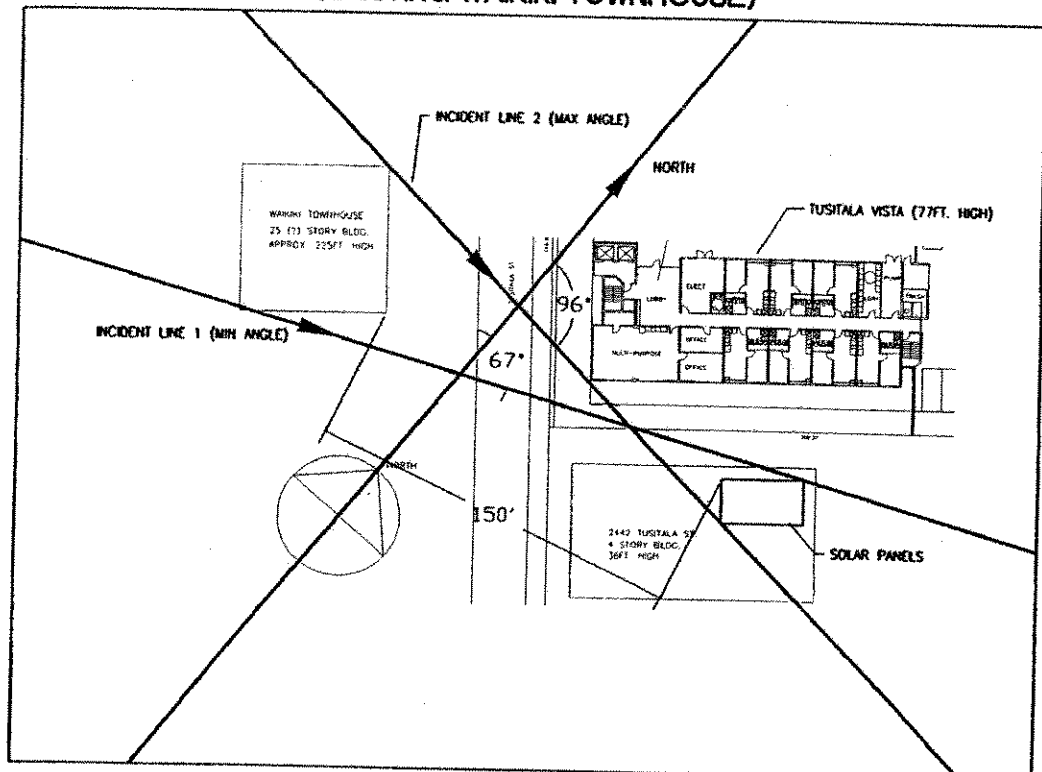 INCIDENT LINE 2 (MAX ANGLE)
NORTH
TUSITALA VISTA (77FT. HIGH)
WAIKIKI TOWNHOUSE
25 (?) STORY BLDG.
APPROX 225FT HIGH
LOBBY
ELECT
96°
INCIDENT LINE 1 (MIN ANGLE)
67°
MULTI-PURPOSE
OFFICE
OFFICE
NORTH
150'
2442 TUSITALA ST
4 STORY BLDG.
36FT HIGH
SOLAR PANELS